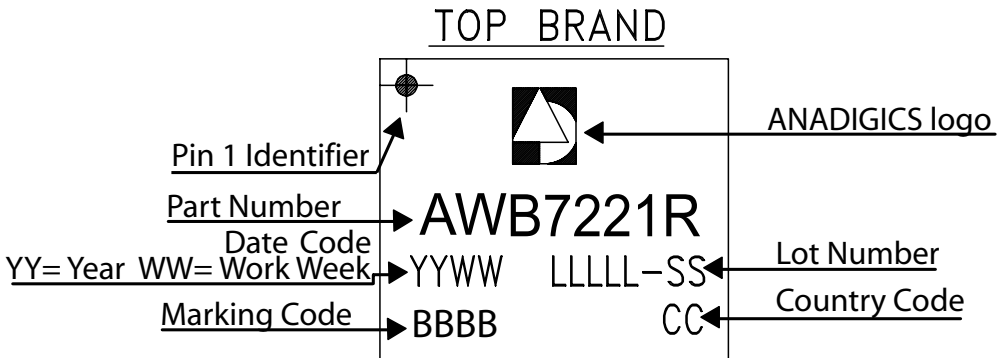 TOP BRAND
ANADIGICS logo
Pin 1 Identifier
Part Number
AWB7221R
Date Code
YY= Year WW= Work Week
YYWW LLLLL-SS
Lot Number
Marking Code
BBBB CC
Country Code